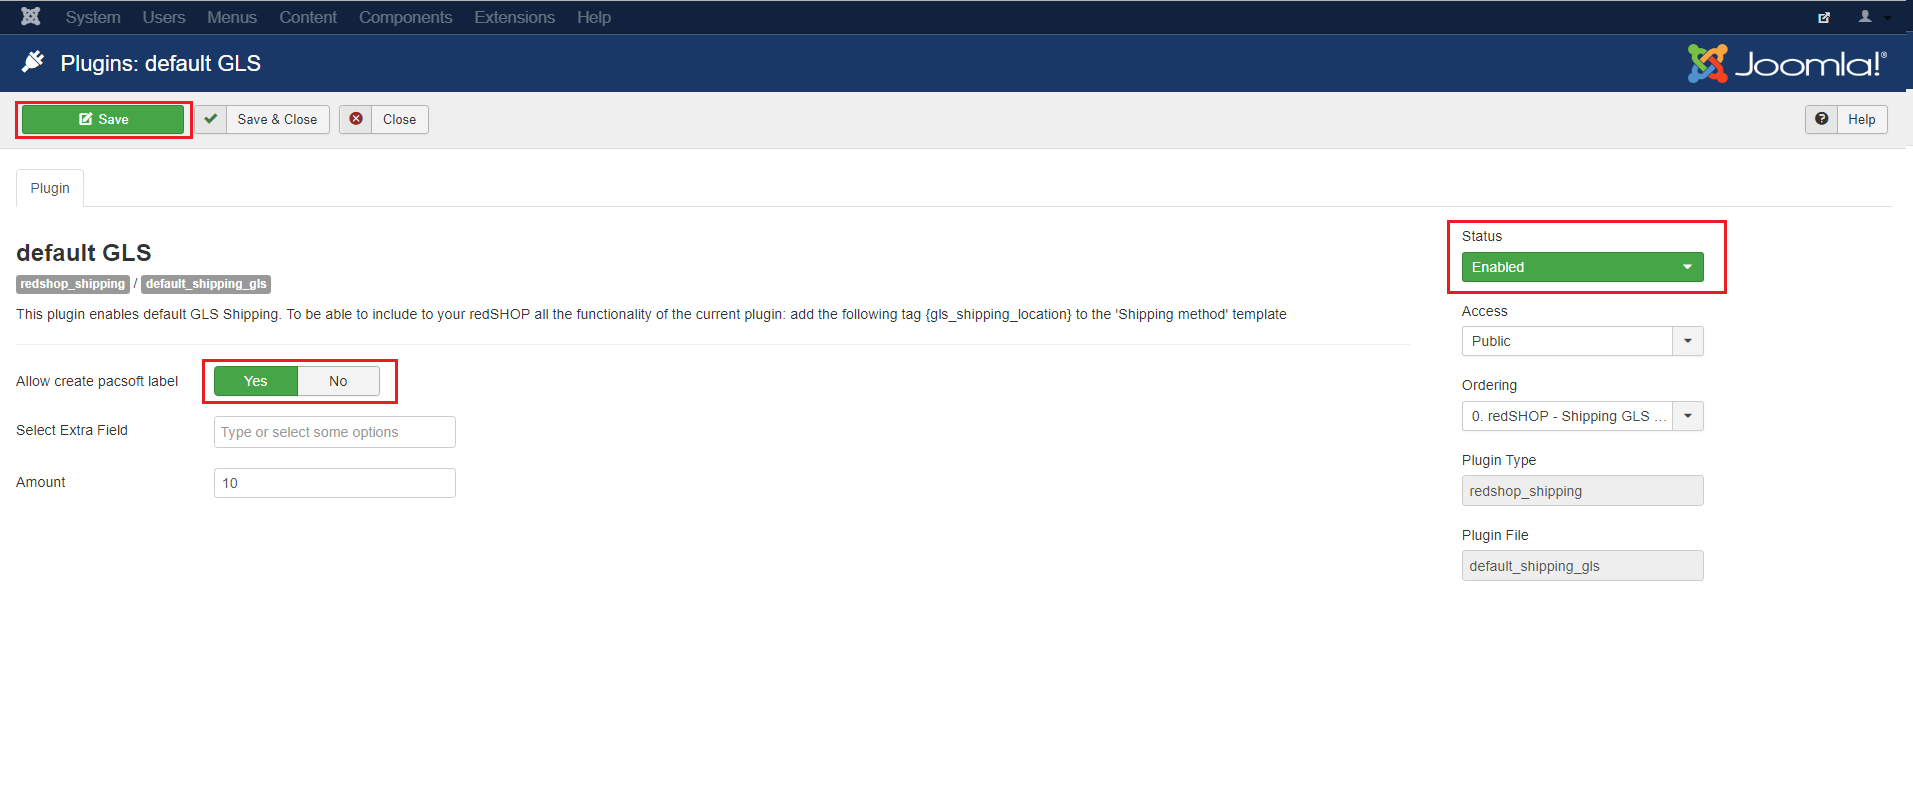 System Users Menus Content Components Extensions Help
Plugins: default GLS
Joomla!®
Save
Save & Close
Close
Help
Plugin
default GLS
redshop_shipping / default_shipping_gls
This plugin enables default GLS Shipping. To be able to include to your redSHOP all the functionality of the current plugin: add the following tag {gls_shipping_location} to the 'Shipping method' template
Allow create pacsoft label
Yes No
Select Extra Field
Type or select some options
Amount
10
Status
Enabled
Access
Public
Ordering
0. redSHOP - Shipping GLS ...
Plugin Type
redshop_shipping
Plugin File
default_shipping_gls